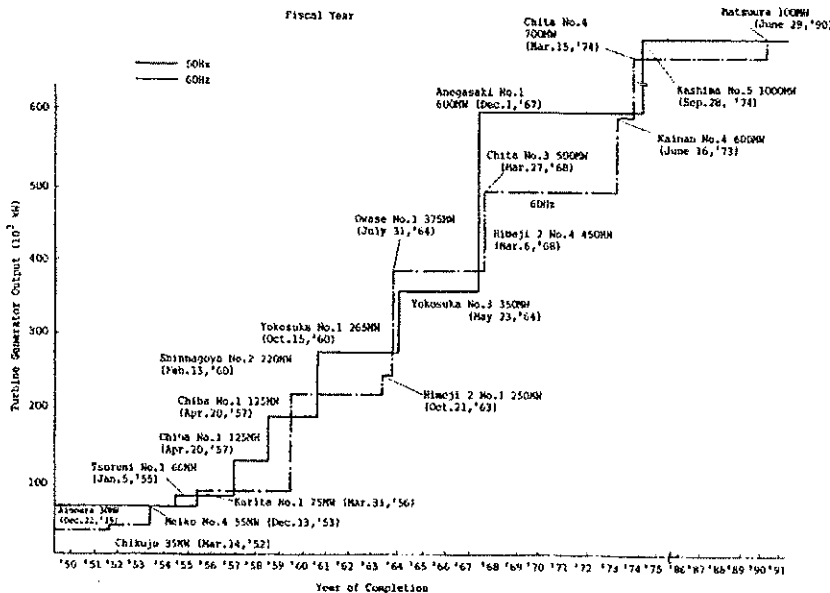 Fiscal Year
50Hz
60Hz
Matsuura 100MW
(June 29, '90)
Chita No.4
700MW
(Mar.15, '74)
Kashima No.5 1000MW
(Sep.28, '74)
Anegasaki No.1
600MW (Dec.1,'67)
Kainan No.4 600MW
(June 16,'73)
Chita No.3 500MW
(Mar.27,'68)
60Hz
Owase No.1 375MW
(July 31,'64)
Himeji 2 No.4 450MW
(Mar.6,'68)
Yokosuka No.3 350MW
(May 23,'64)
Yokosuka No.1 265MW
(Oct.15,'60)
Shinnagoya No.2 220MW
(Feb.13,'60)
Himeji 2 No.1 250MW
(Oct.21,'63)
Chiba No.1 125MW
(Apr.20,'57)
Chiba No.1 125MW
(Apr.20,'57)
Tsurumi No.1 66MW
(Jan.5,'55)
Karita No.1 75MW (Mar.31,'56)
Meiko No.4 55MW (Dec.13,'53)
Chikujo 35MW (Mar.14,'52)
Turbine Generator Output (10³ kW)
600
500
400
300
200
100
'50 '51 '52 '53 '54 '55 '56 '57 '58 '59 '60 '61 '62 '63 '64 '65 '66 '67 '68 '69 '70 '71 '72 '73 '74 '75 '86 '87 '88 '89 '90 '91
Year of Completion